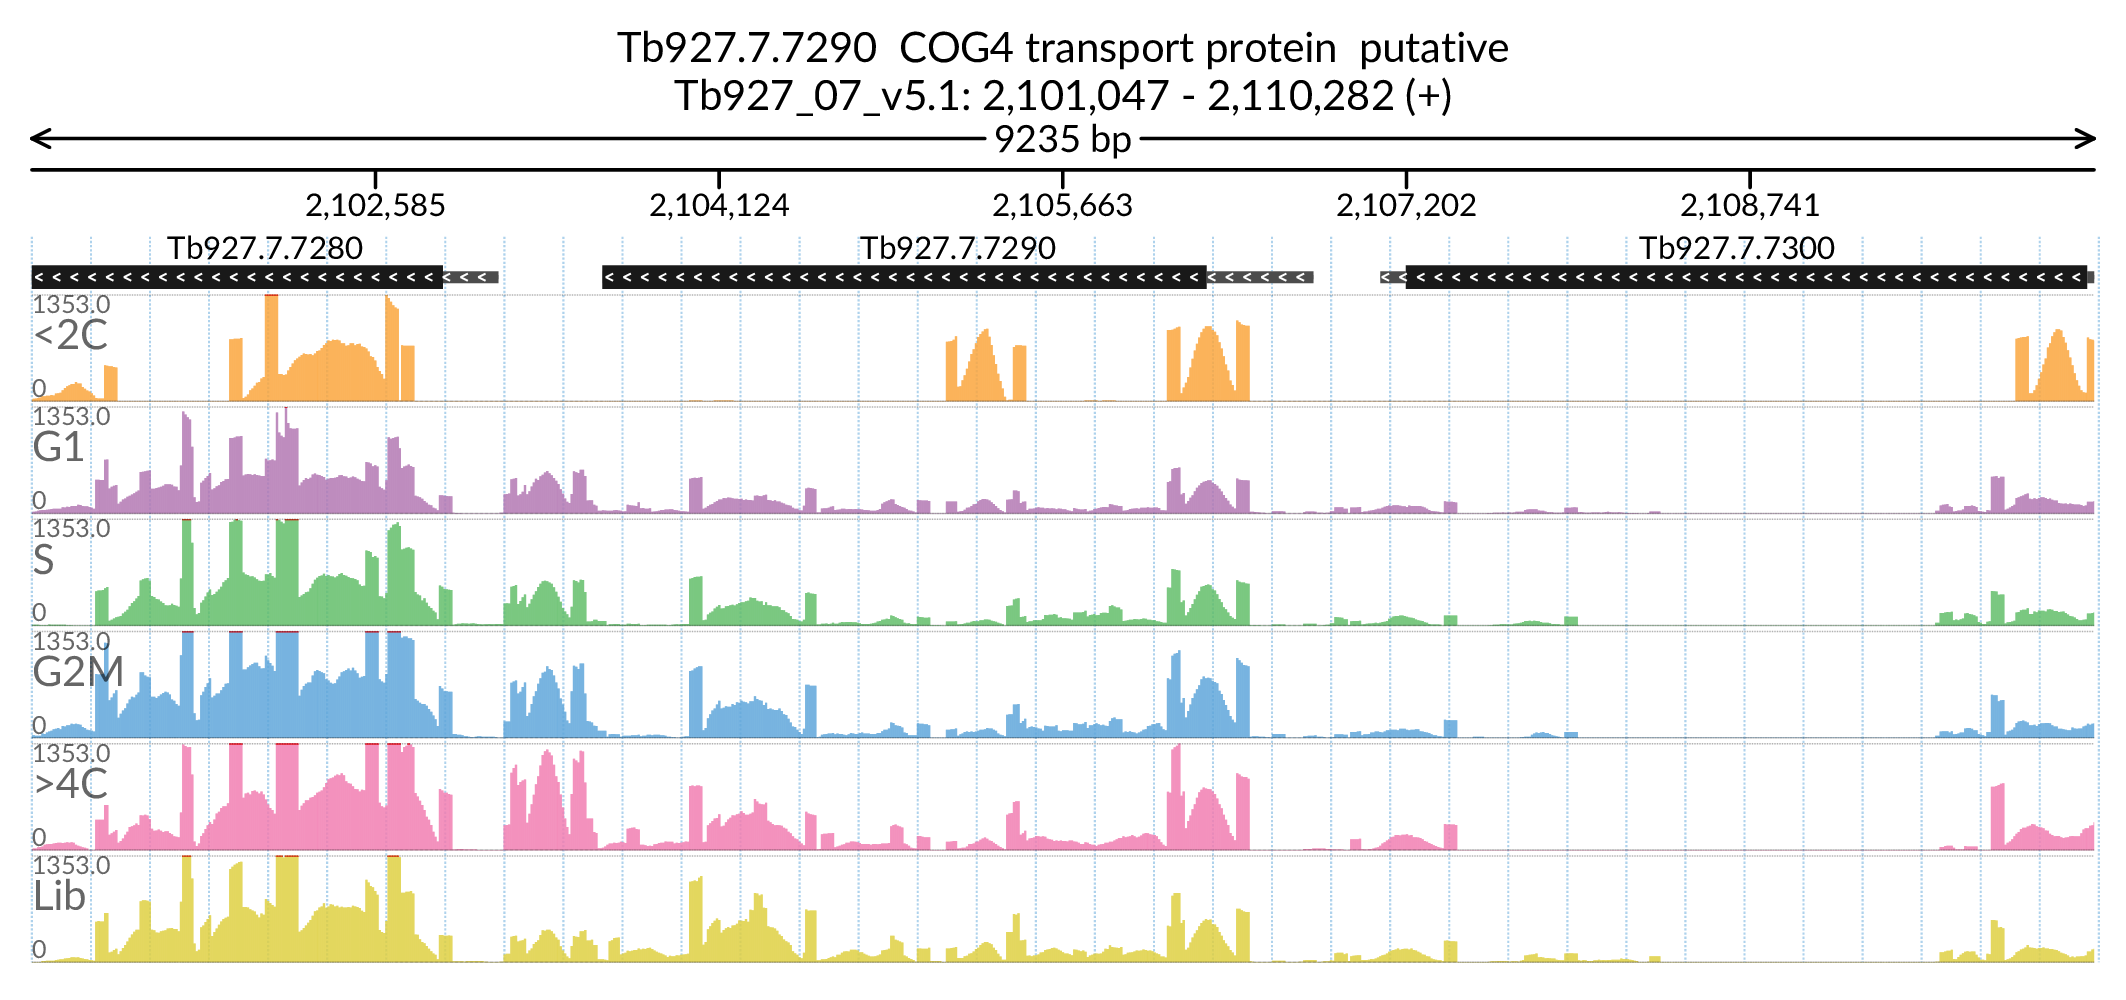 Tb927.7.7290 COG4 transport protein putative
Tb927_07_v5.1: 2,101,047 - 2,110,282 (+)
9235 bp
2,102,585 2,104,124 2,105,663 2,107,202 2,108,741
Tb927.7.7280 Tb927.7.7290 Tb927.7.7300
1353.0
<2C
0
1353.0
G1
0
1353.0
S
0
1353.0
G2M
0
1353.0
>4C
0
1353.0
Lib
0